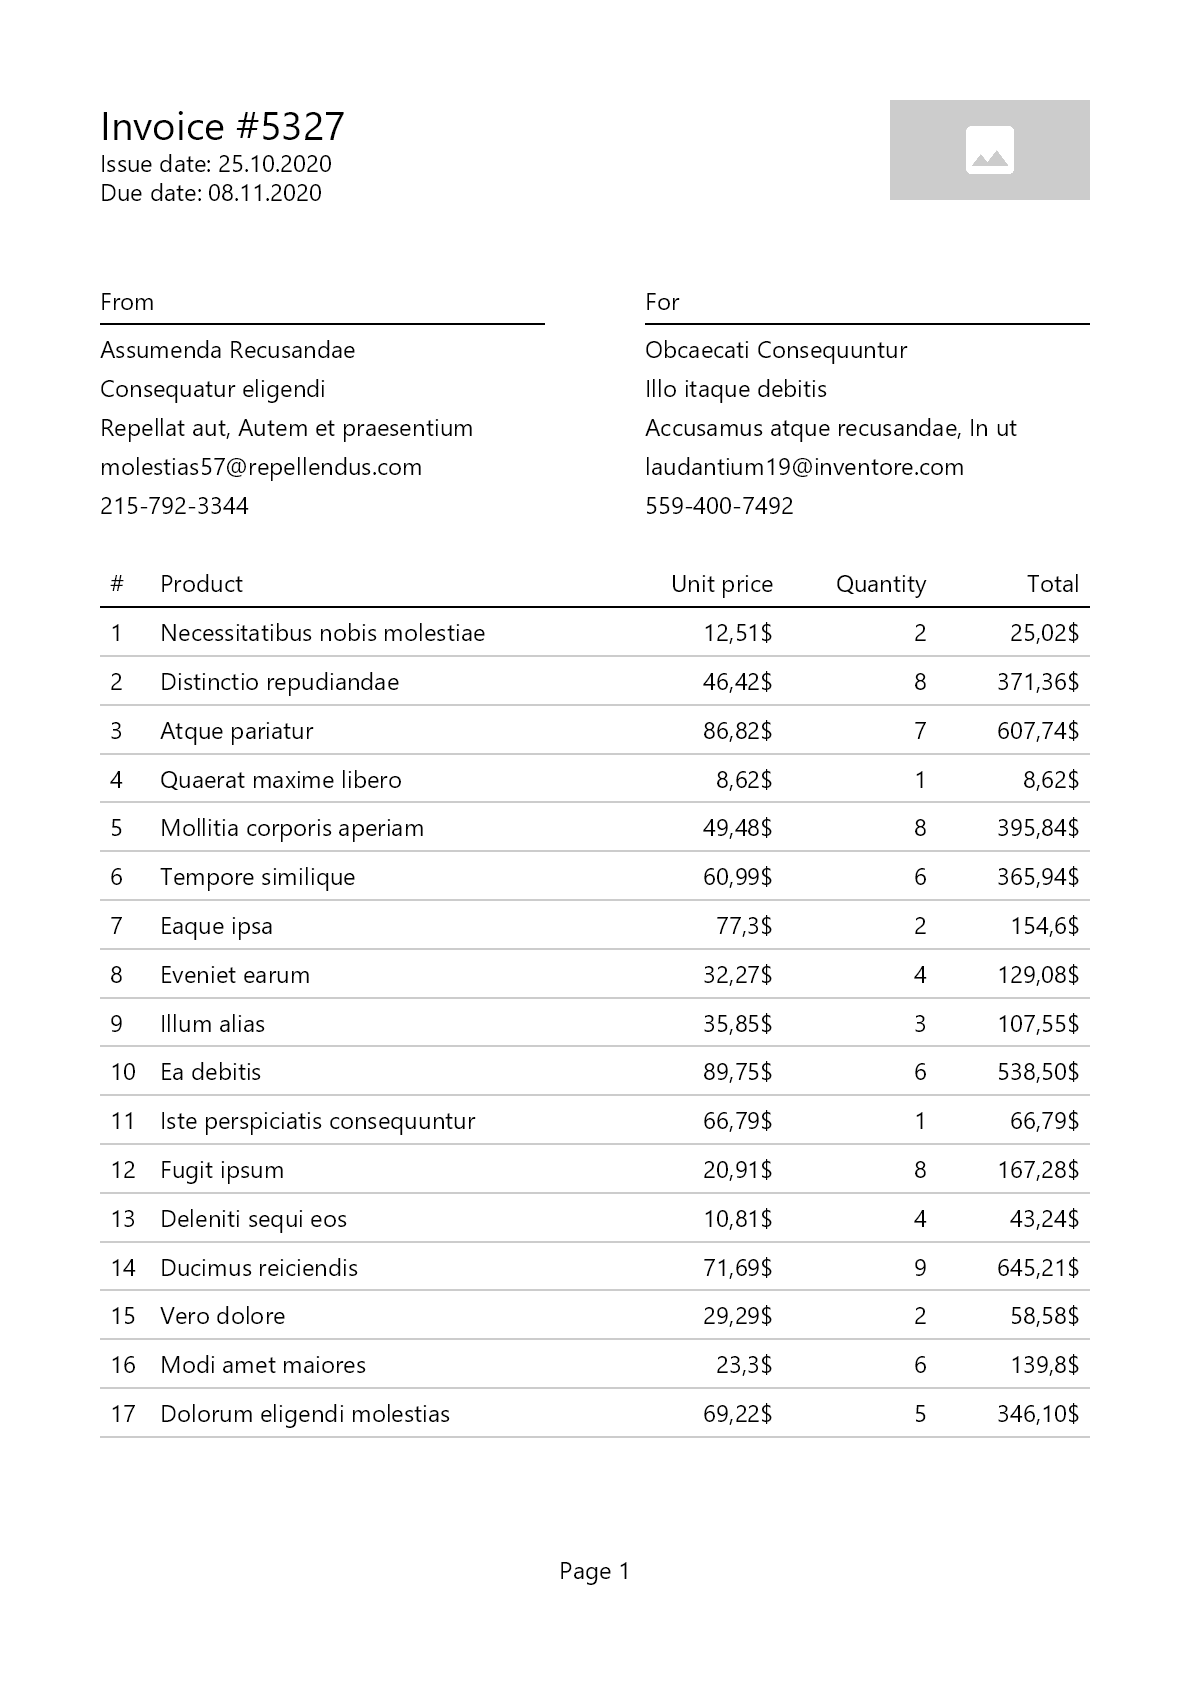 Invoice #5327
Issue date: 25.10.2020
Due date: 08.11.2020
From
Assumenda Recusandae
Consequatur eligendi
Repellat aut, Autem et praesentium
molestias57@repellendus.com
215-792-3344
For
Obcaecati Consequuntur
Illo itaque debitis
Accusamus atque recusandae, In ut
laudantium19@inventore.com
559-400-7492
# Product Unit price Quantity Total
1 Necessitatibus nobis molestiae 12,51$ 2 25,02$
2 Distinctio repudiandae 46,42$ 8 371,36$
3 Atque pariatur 86,82$ 7 607,74$
4 Quaerat maxime libero 8,62$ 1 8,62$
5 Mollitia corporis aperiam 49,48$ 8 395,84$
6 Tempore similique 60,99$ 6 365,94$
7 Eaque ipsa 77,3$ 2 154,6$
8 Eveniet earum 32,27$ 4 129,08$
9 Illum alias 35,85$ 3 107,55$
10 Ea debitis 89,75$ 6 538,50$
11 Iste perspiciatis consequuntur 66,79$ 1 66,79$
12 Fugit ipsum 20,91$ 8 167,28$
13 Deleniti sequi eos 10,81$ 4 43,24$
14 Ducimus reiciendis 71,69$ 9 645,21$
15 Vero dolore 29,29$ 2 58,58$
16 Modi amet maiores 23,3$ 6 139,8$
17 Dolorum eligendi molestias 69,22$ 5 346,10$
Page 1